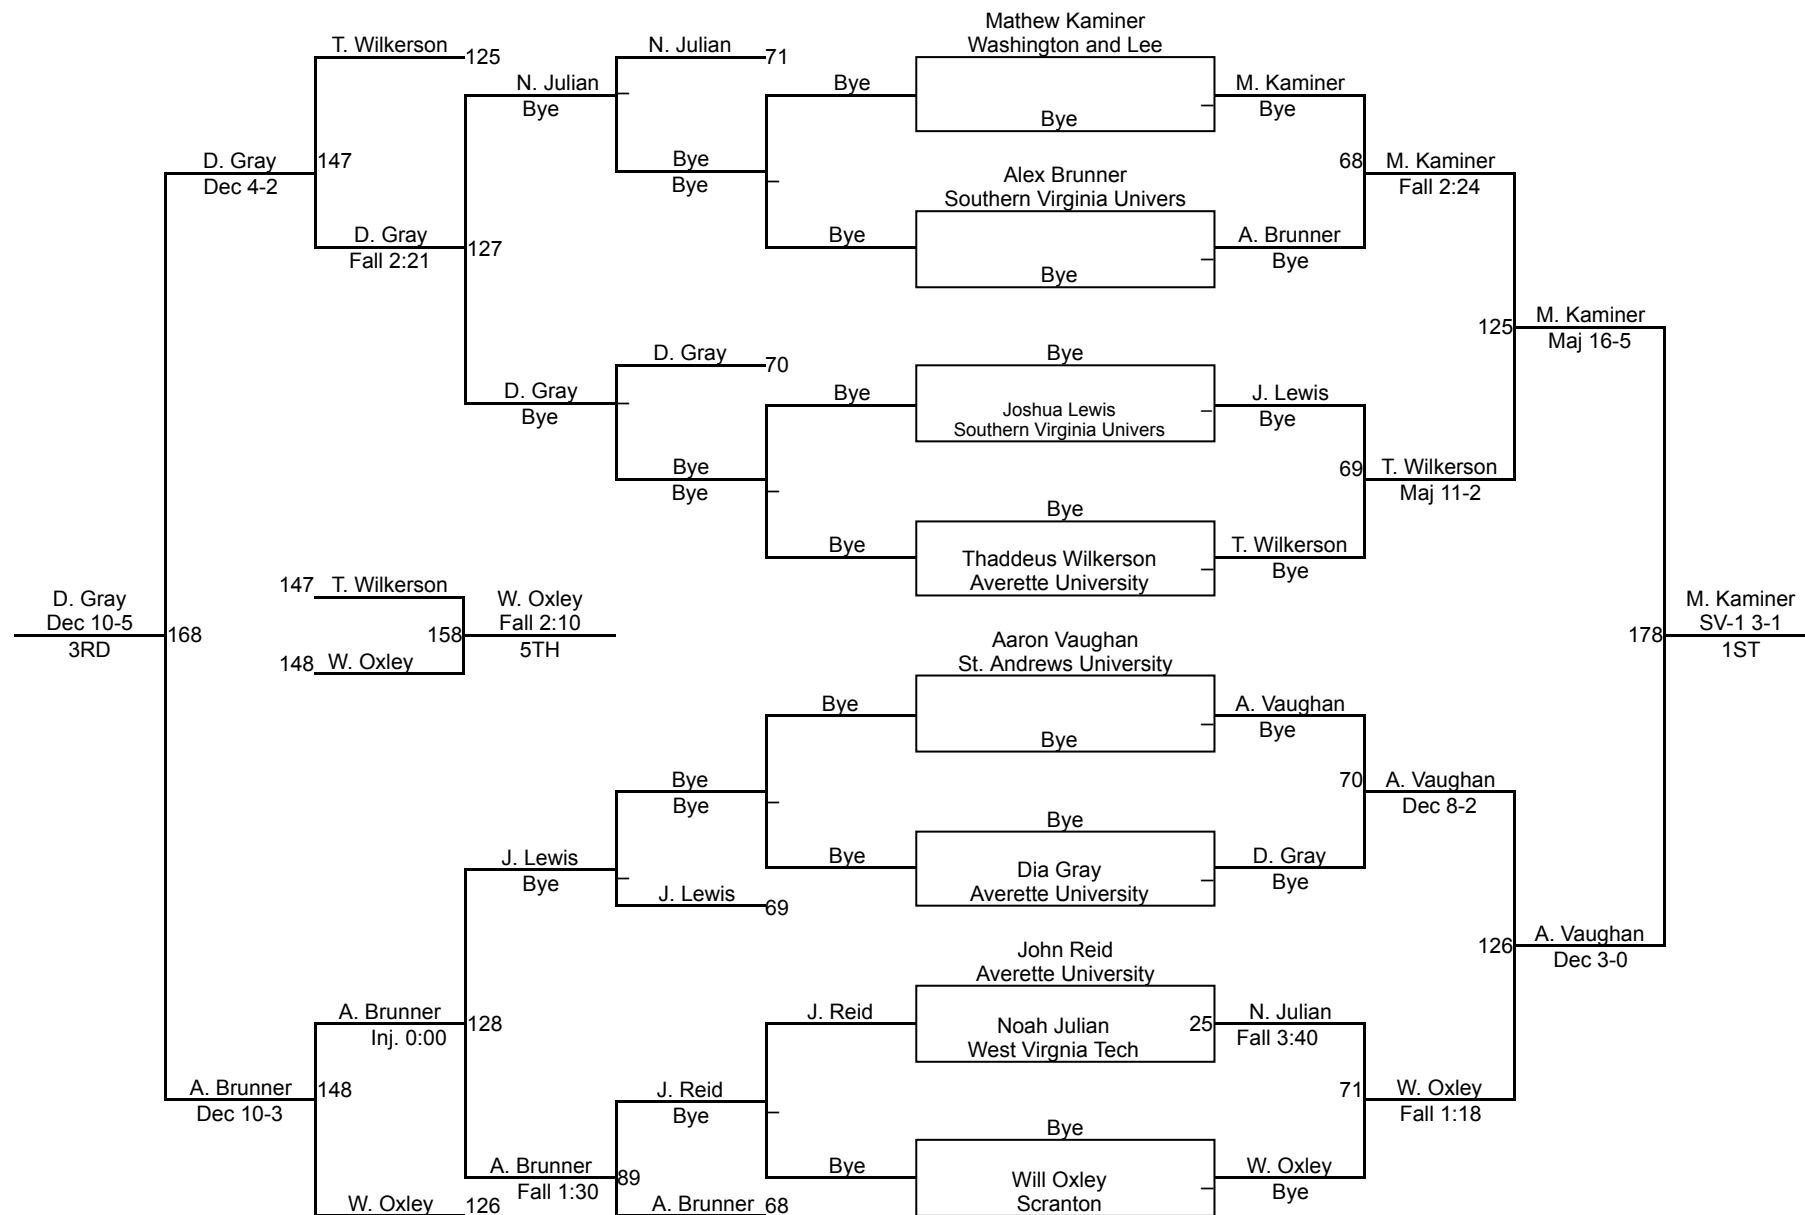 Mathew Kaminer
Washington and Lee
T. Wilkerson
125
N. Julian
71
N. Julian
Bye
Bye
M. Kaminer
Bye
Bye
D. Gray
Dec 4-2
147
Bye
Bye
Alex Brunner
Southern Virginia Univers
68
M. Kaminer
Fall 2:24
D. Gray
Fall 2:21
127
Bye
A. Brunner
Bye
Bye
125
M. Kaminer
Maj 16-5
D. Gray
70
Bye
D. Gray
Bye
Bye
Joshua Lewis
Southern Virginia Univers
J. Lewis
Bye
Bye
Bye
69
T. Wilkerson
Maj 11-2
Bye
Bye
Thaddeus Wilkerson
Averette University
T. Wilkerson
Bye
147
T. Wilkerson
D. Gray
Dec 10-5
3RD
168
158
W. Oxley
Fall 2:10
5TH
148
W. Oxley
178
M. Kaminer
SV-1 3-1
1ST
Aaron Vaughan
St. Andrews University
Bye
Bye
A. Vaughan
Bye
Bye
Bye
70
A. Vaughan
Dec 8-2
Bye
J. Lewis
Bye
Bye
Dia Gray
Averette University
D. Gray
Bye
J. Lewis
69
126
A. Vaughan
Dec 3-0
John Reid
Averette University
A. Brunner
Inj. 0:00
128
J. Reid
Noah Julian
West Virgnia Tech
25
N. Julian
Fall 3:40
A. Brunner
Dec 10-3
148
J. Reid
Bye
71
W. Oxley
Fall 1:18
Bye
A. Brunner
Fall 1:30
89
Bye
Will Oxley
Scranton
W. Oxley
Bye
W. Oxley
126
A. Brunner
68